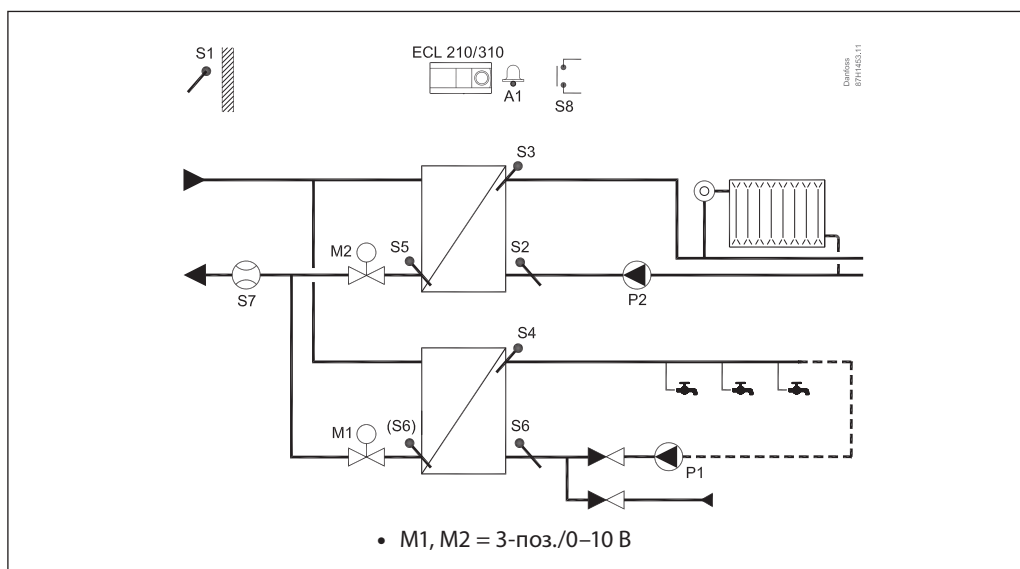 S1
ECL 210/310
A1
S8
Danfoss
87H1453.11
S3
M2
S5
S2
S7
P2
S4
M1
(S6)
S6
P1
• M1, M2 = 3-поз./0–10 В